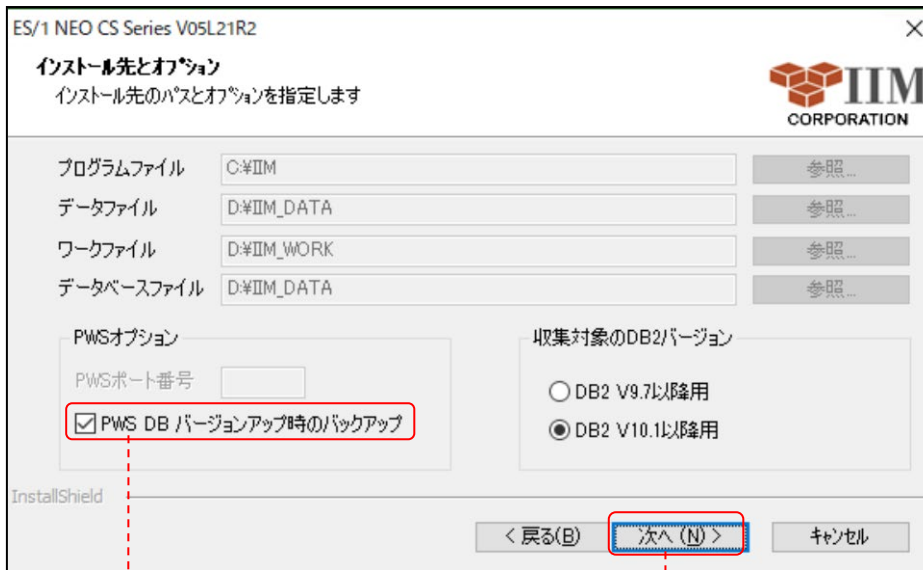 ES/1 NEO CS Series V05L21R2
インストール先とオプション
インストール先のパスとオプションを指定します
IIM
CORPORATION
プログラムファイル C:¥IIM 参照...
データファイル D:¥IIM_DATA 参照...
ワークファイル D:¥IIM_WORK 参照...
データベースファイル D:¥IIM_DATA 参照...
PWSオプション
PWSポート番号
PWS DB バージョンアップ時のバックアップ
収集対象のDB2バージョン
DB2 V9.7以降用
DB2 V10.1以降用
InstallShield
< 戻る(B) 次へ (N) > キャンセル